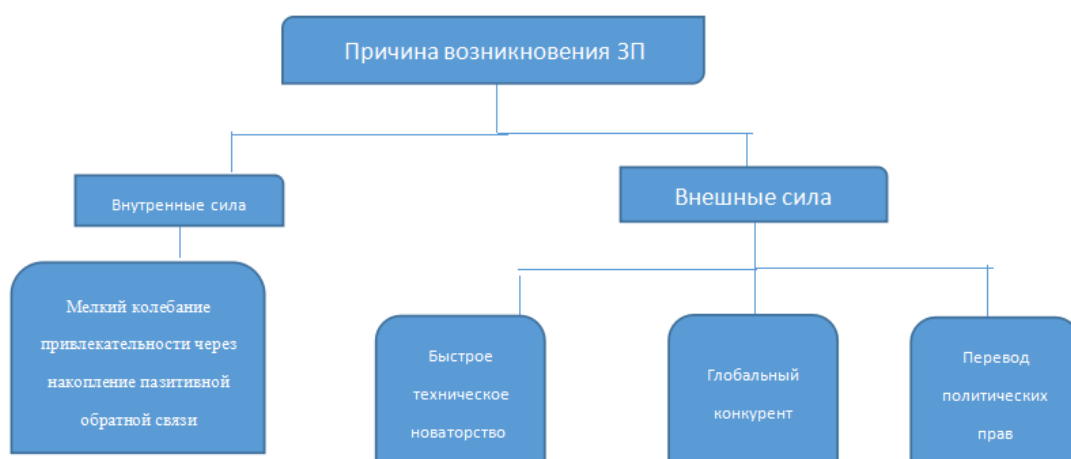 Причина возникновения ЗП
Внутренные сила
Внешные сила
Мелкий колебание
привлекательности через
накопление пазитивной
обратной связи
Быстрое
техническое
новаторство
Глобальный
конкурент
Перевод
политических
прав